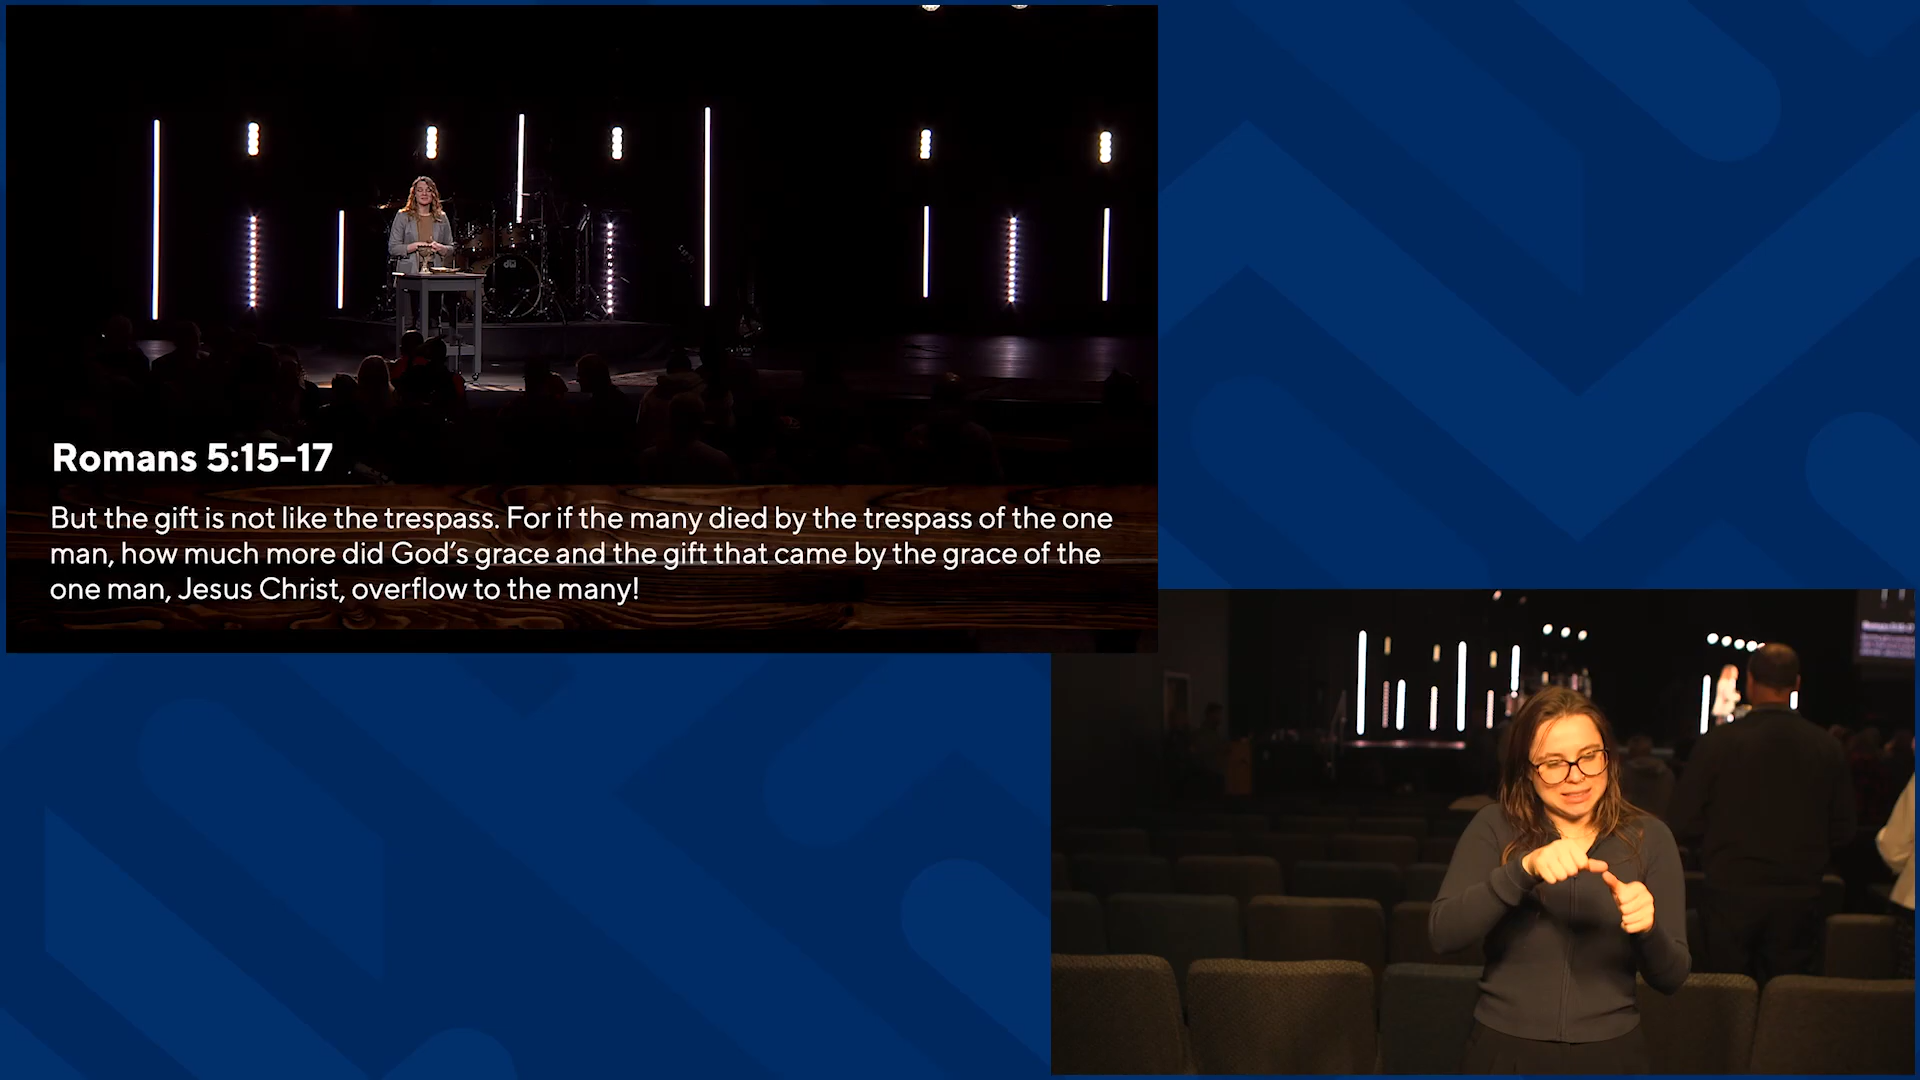 Romans 5:15-17
But the gift is not like the trespass. For if the many died by the trespass of the one
man, how much more did God's grace and the gift that came by the grace of the
one man, Jesus Christ, overflow to the many!